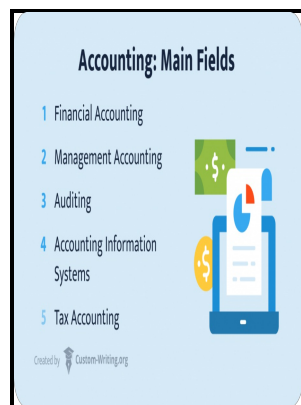 Accounting: Main Fields
1 Financial Accounting
2 Management Accounting
3 Auditing
4 Accounting Information
Systems
5 Tax Accounting
Created by Custom-Writing.org
$
$